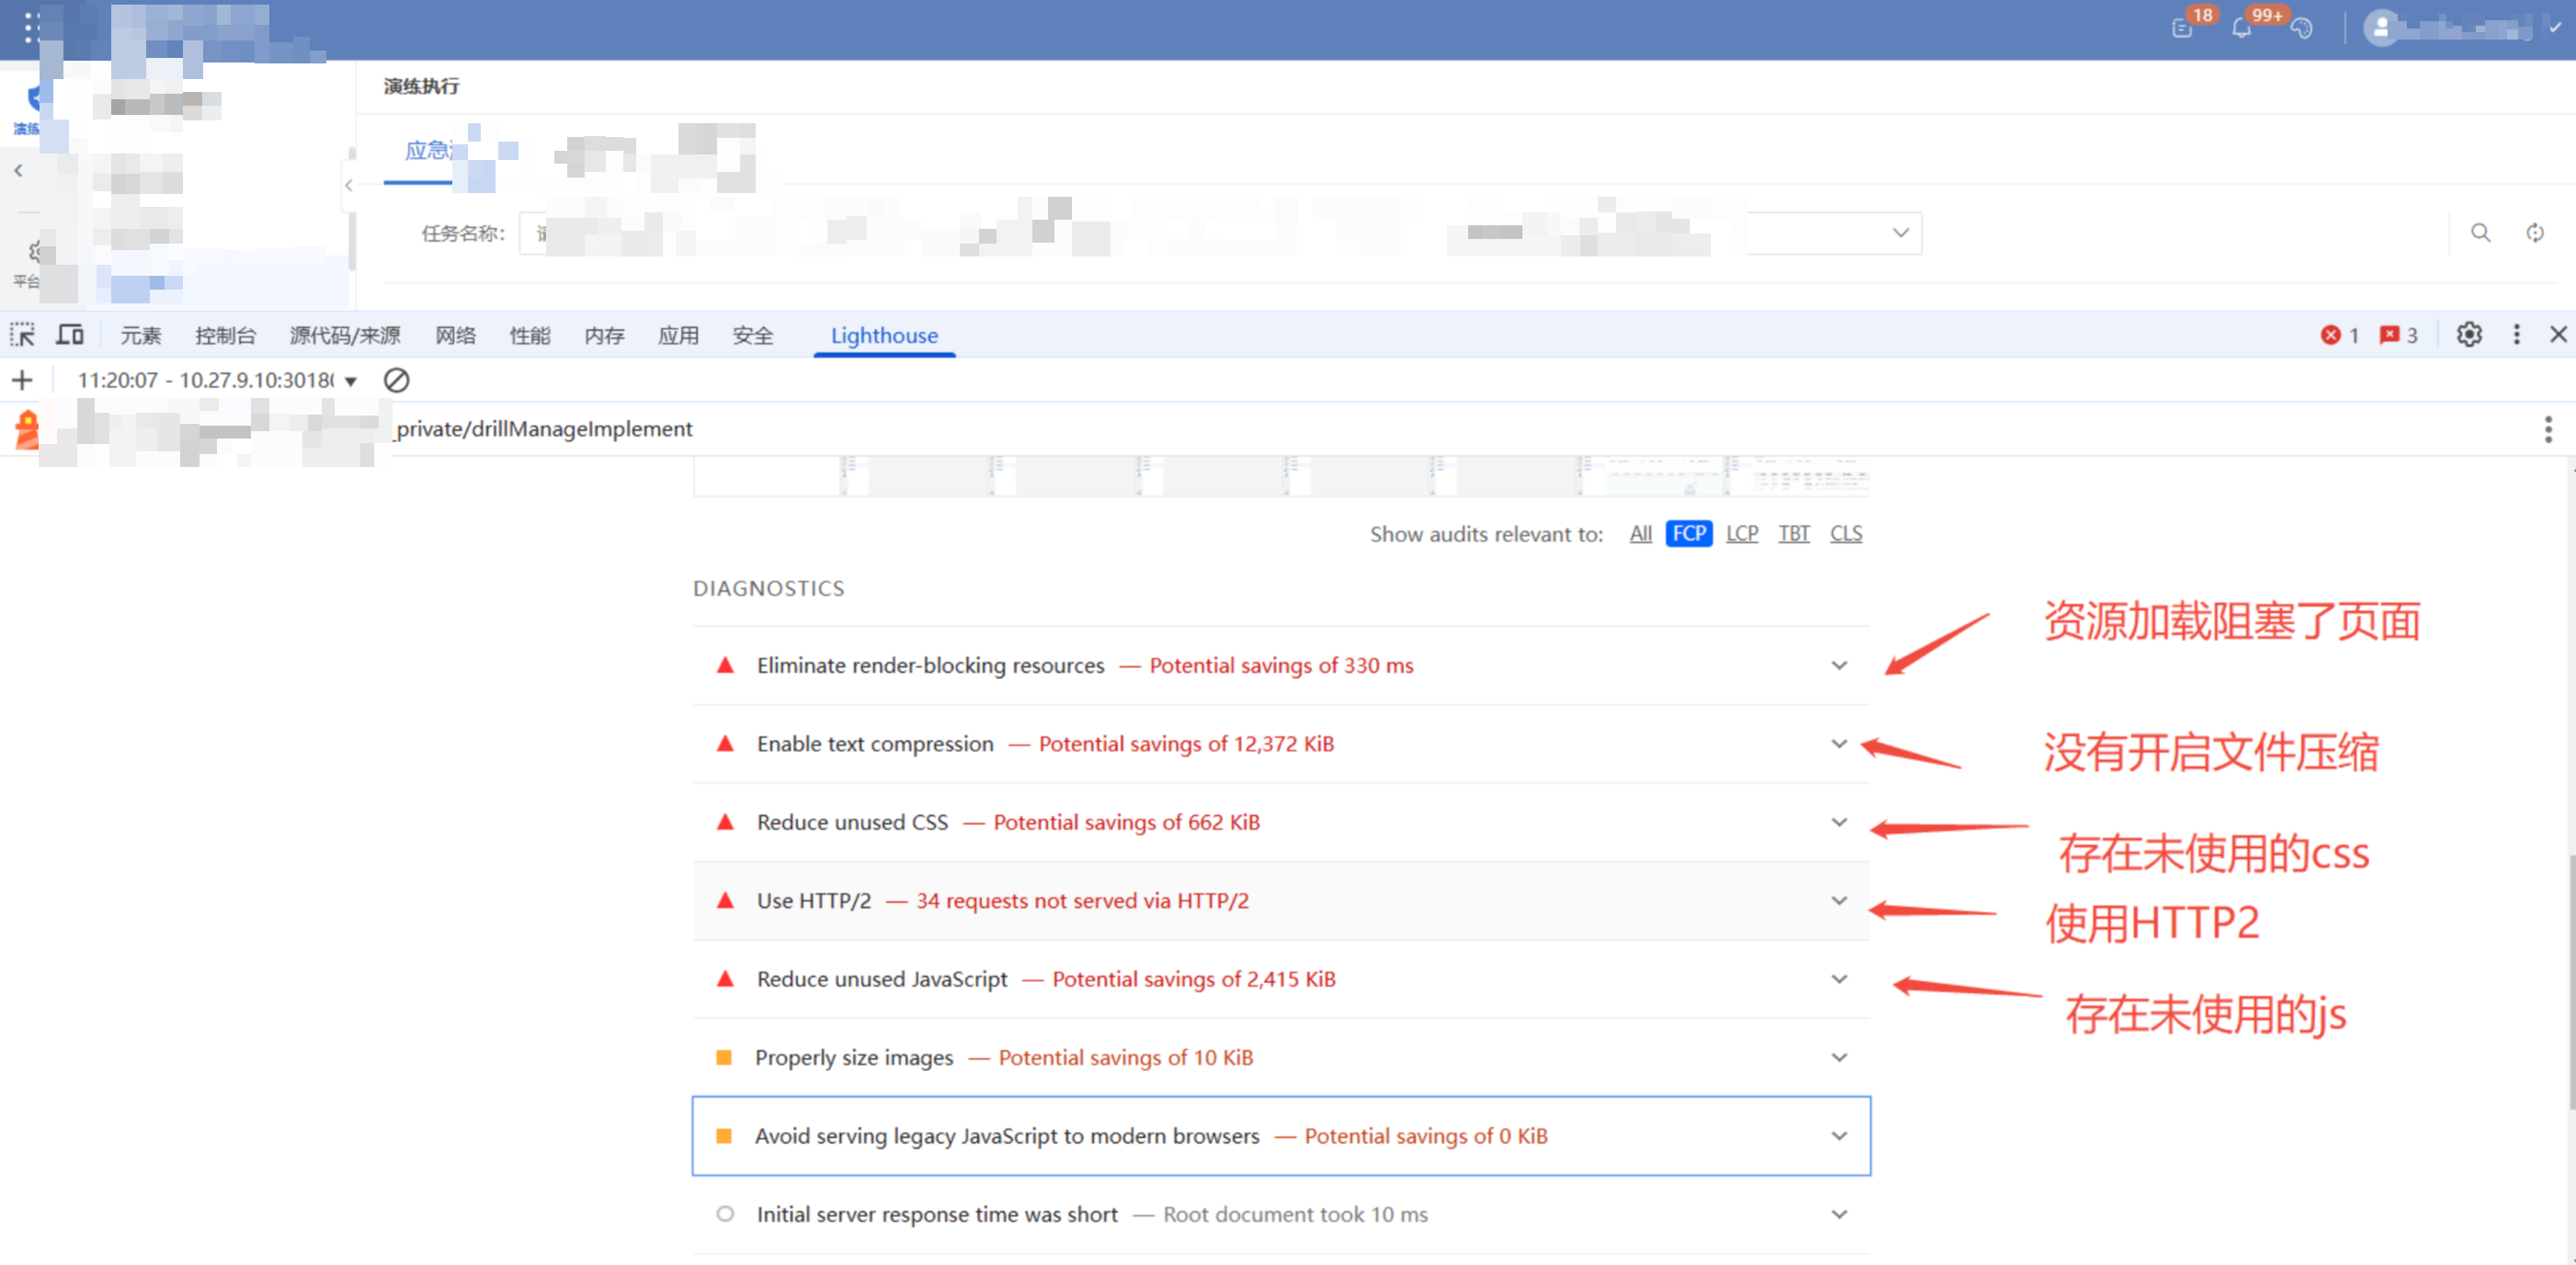 18
99+
演练
演练执行
应急
任务名称:
平台
元素 控制台 源代码/来源 网络 性能 内存 应用 安全 Lighthouse 1 3
11:20:07 - 10.27.9.10:3018
_private/drillManageImplement
Show audits relevant to: All FCP LCP TBT CLS
DIAGNOSTICS
资源加载阻塞了页面
Eliminate render-blocking resources — Potential savings of 330 ms
Enable text compression — Potential savings of 12,372 KiB
没有开启文件压缩
Reduce unused CSS — Potential savings of 662 KiB
存在未使用的css
Use HTTP/2 — 34 requests not served via HTTP/2
使用HTTP2
Reduce unused JavaScript — Potential savings of 2,415 KiB
存在未使用的js
Properly size images — Potential savings of 10 KiB
Avoid serving legacy JavaScript to modern browsers — Potential savings of 0 KiB
Initial server response time was short — Root document took 10 ms